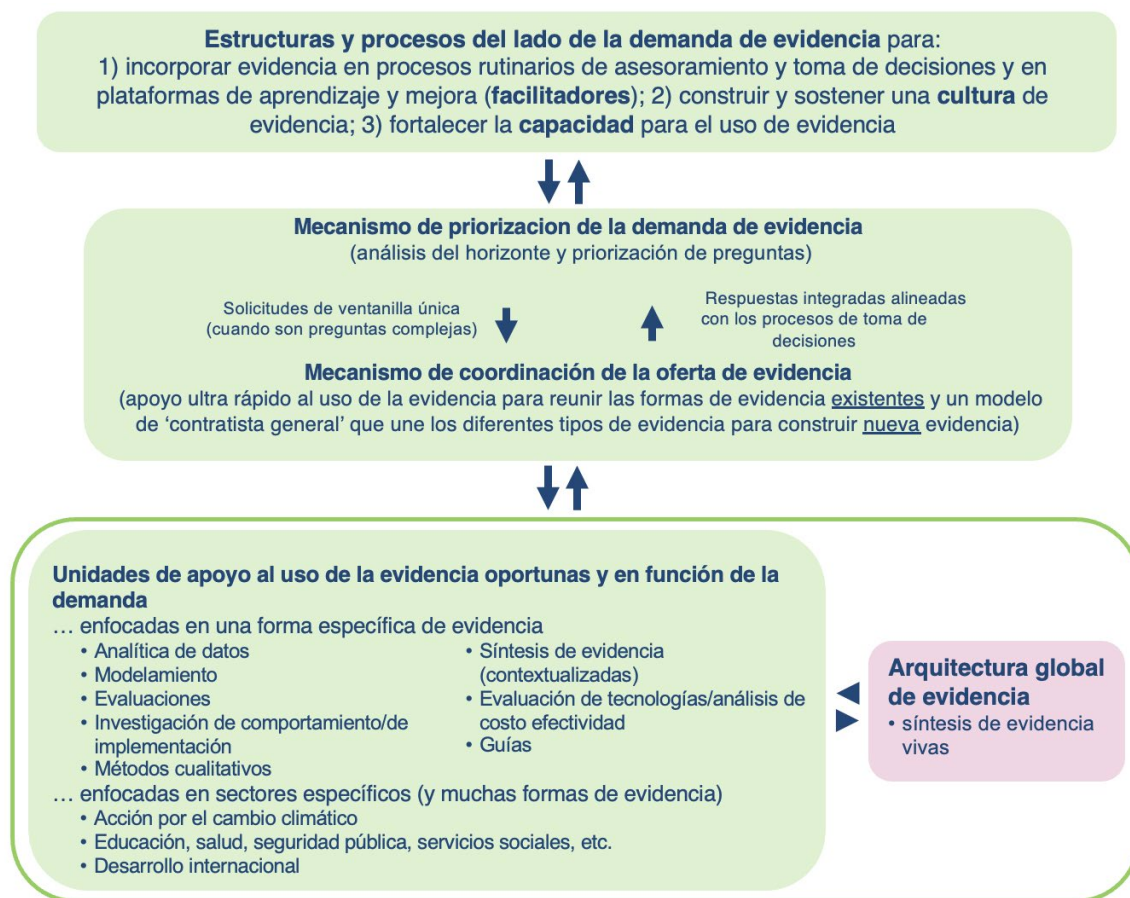 Estructuras y procesos del lado de la demanda de evidencia para:
1) incorporar evidencia en procesos rutinarios de asesoramiento y toma de decisiones y en
plataformas de aprendizaje y mejora (facilitadores); 2) construir y sostener una cultura de
evidencia; 3) fortalecer la capacidad para el uso de evidencia
Mecanismo de priorizacion de la demanda de evidencia
(análisis del horizonte y priorización de preguntas)
Solicitudes de ventanilla única
(cuando son preguntas complejas)
Respuestas integradas alineadas
con los procesos de toma de
decisiones
Mecanismo de coordinación de la oferta de evidencia
(apoyo ultra rápido al uso de la evidencia para reunir las formas de evidencia existentes y un modelo
de ‘contratista general’ que une los diferentes tipos de evidencia para construir nueva evidencia)
Unidades de apoyo al uso de la evidencia oportunas y en función de la
demanda
… enfocadas en una forma específica de evidencia
• Analítica de datos
• Modelamiento
• Evaluaciones
• Investigación de comportamiento/de
implementación
• Métodos cualitativos
• Síntesis de evidencia
(contextualizadas)
• Evaluación de tecnologías/análisis de
costo efectividad
• Guías
… enfocadas en sectores específicos (y muchas formas de evidencia)
• Acción por el cambio climático
• Educación, salud, seguridad pública, servicios sociales, etc.
• Desarrollo internacional
Arquitectura global
de evidencia
• síntesis de evidencia
vivas